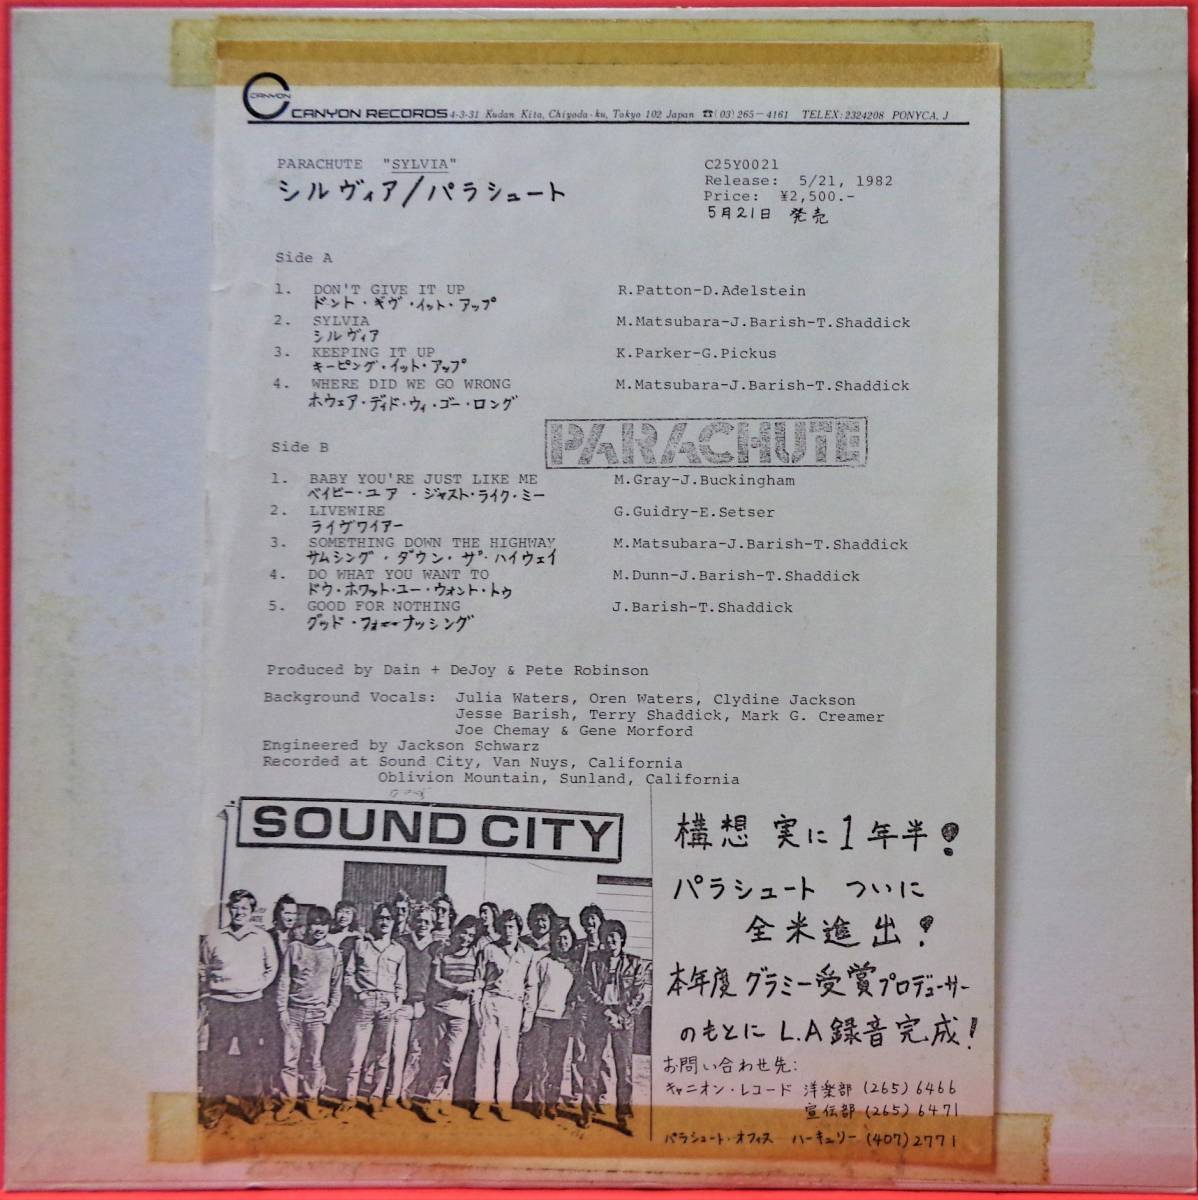 CANYON
CANYON RECORDS 4-3-31 Kudan Kita, Chiyoda-ku, Tokyo 102 Japan ☎(03)265-4161 TELEX:2324208 PONYCA, J
PARACHUTE "SYLVIA"
シルヴィア/パラシュート
C25Y0021
Release: 5/21, 1982
Price: ¥2,500.-
5月21日 発売
Side A
1. DON'T GIVE IT UP R.Patton-D.Adelstein
ドント・ギヴ・イット・アップ
2. SYLVIA M.Matsubara-J.Barish-T.Shaddick
シルヴィア
3. KEEPING IT UP K.Parker-G.Pickus
キーピング・イット・アップ
4. WHERE DID WE GO WRONG M.Matsubara-J.Barish-T.Shaddick
ホウェア・ディド・ウィ・ゴー・ロング
PARACHUTE
Side B
1. BABY YOU'RE JUST LIKE ME M.Gray-J.Buckingham
ベイビー・ユア・ジャスト・ライク・ミー
2. LIVEWIRE G.Guidry-E.Setser
ライヴワイアー
3. SOMETHING DOWN THE HIGHWAY M.Matsubara-J.Barish-T.Shaddick
サムシング・ダウン・ザ・ハイウェイ
4. DO WHAT YOU WANT TO M.Dunn-J.Barish-T.Shaddick
ドゥ・ホワット・ユー・ウォント・トゥ
5. GOOD FOR NOTHING J.Barish-T.Shaddick
グッド・フォーナッシング
Produced by Dain + DeJoy & Pete Robinson
Background Vocals: Julia Waters, Oren Waters, Clydine Jackson
Jesse Barish, Terry Shaddick, Mark G. Creamer
Joe Chemay & Gene Morford
Engineered by Jackson Schwarz
Recorded at Sound City, Van Nuys, California
Oblivion Mountain, Sunland, California
SOUND CITY
構想 実に1年半!
パラシュート ついに
全米進出!
本年度グラミー受賞プロデューサー
のもとに L.A録音完成!
お問い合わせ先:
キャニオン・レコード 洋楽部 (265)6466
宣伝部 (265)6471
パラシュート・オフィス ハーキュリー (407)2771